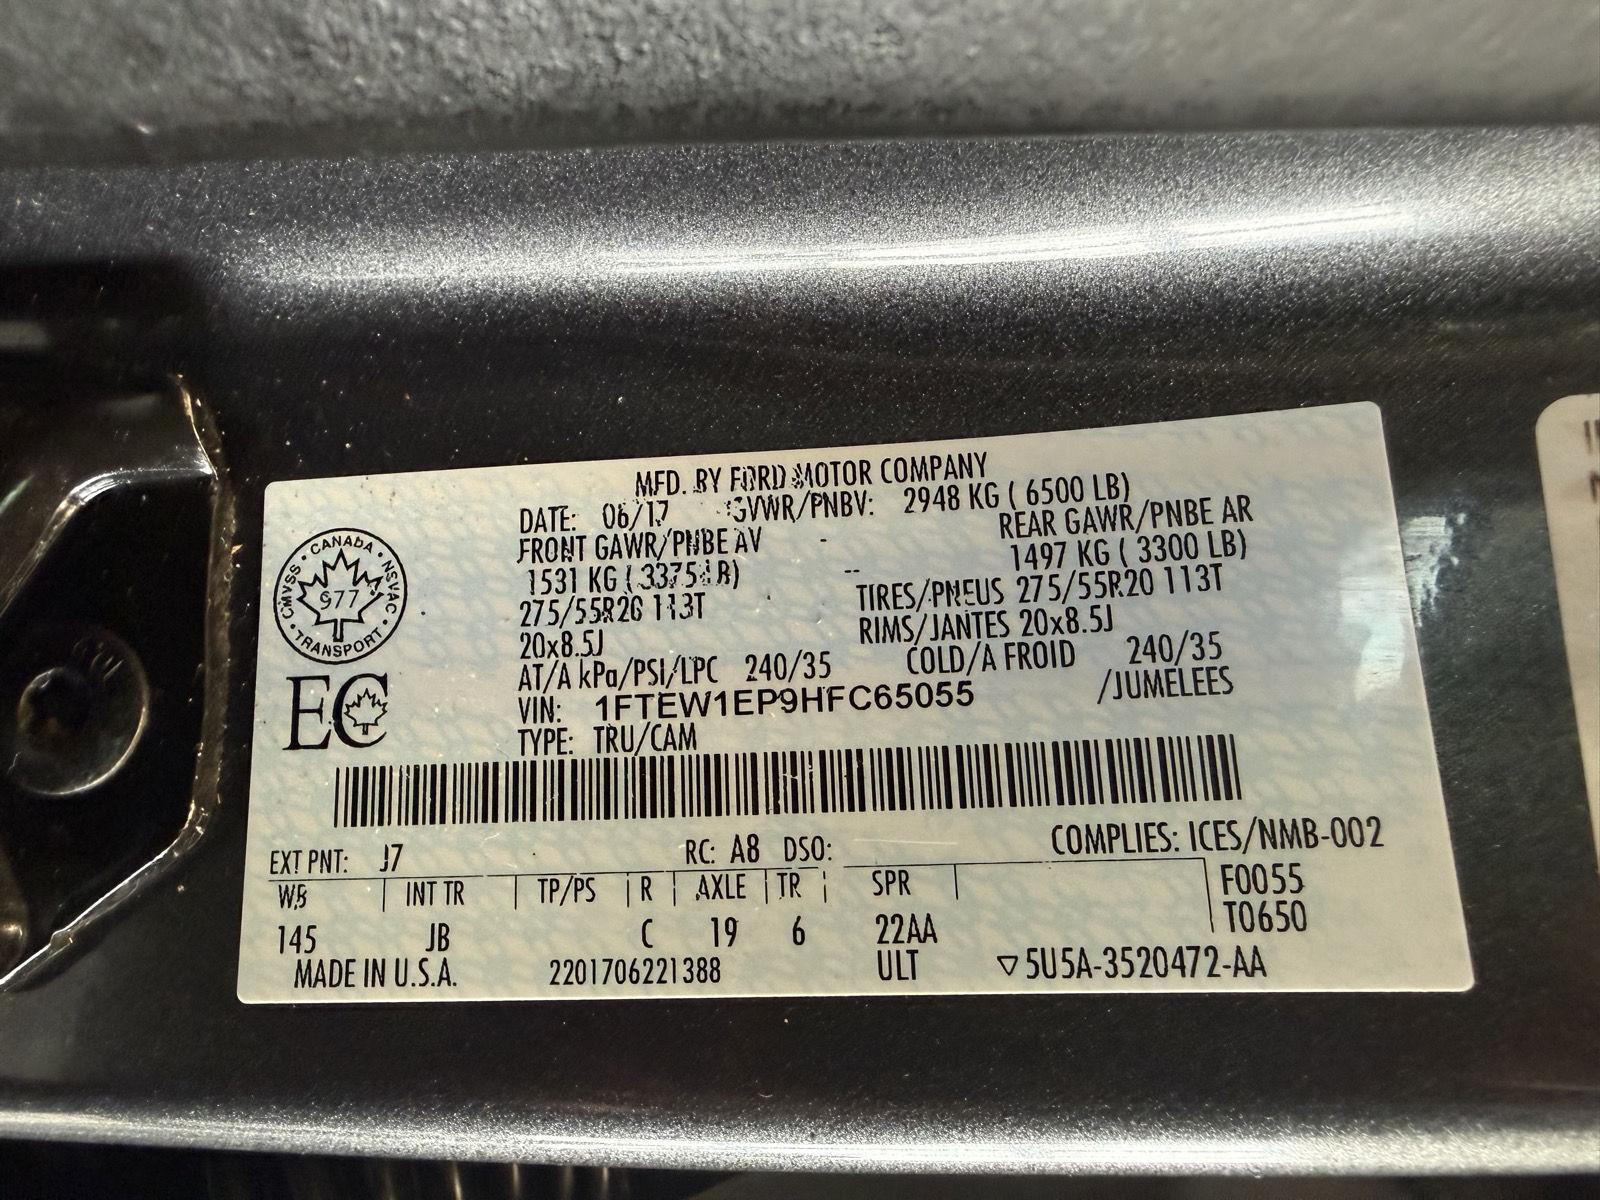 MFD. BY FORD MOTOR COMPANY
DATE: 06/17 GVWR/PNBV: 2948 KG ( 6500 LB)
FRONT GAWR/PNBE AV - REAR GAWR/PNBE AR
1531 KG ( 3375 LB) -- 1497 KG ( 3300 LB)
275/55R20 113T TIRES/PNEUS 275/55R20 113T
20x8.5J RIMS/JANTES 20x8.5J
AT/A kPa/PSI/LPC 240/35 COLD/A FROID 240/35
VIN: 1FTEW1EP9HFC65055 /JUMELEES
TYPE: TRU/CAM
CANADA
CMVSS NSVAC
977
TRANSPORT
EC
EXT PNT: J7 RC: A8 DSO: COMPLIES: ICES/NMB-002
WB | INT TR | TP/PS | R | AXLE | TR | SPR | F0055
145 JB C 19 6 22AA T0650
MADE IN U.S.A. 2201706221388 ULT ▽5U5A-3520472-AA